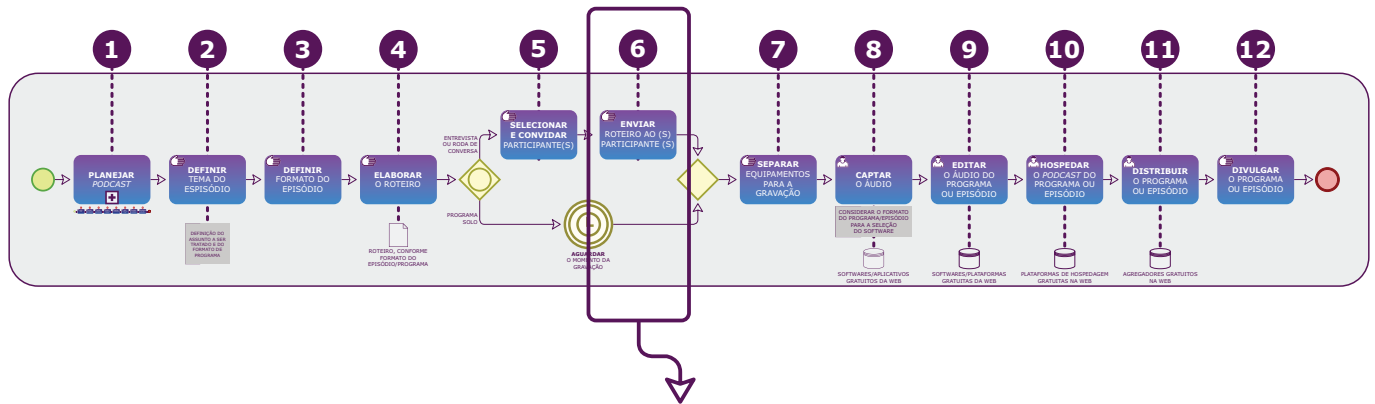 1
2
3
4
5
6
7
8
9
10
11
12
PLANEJAR
PODCAST
DEFINIR
TEMA DO
ESPISÓDIO
DEFINIÇÃO DO
ASSUNTO A SER
TRATADO E DO
FORMATO DE
PROGRAMA
DEFINIR
FORMATO DO
EPISÓDIO
ELABORAR
O ROTEIRO
ROTEIRO, CONFORME
FORMATO DO
EPISÓDIO/PROGRAMA
ENTREVISTA
OU RODA DE
CONVERSA
PROGRAMA
SOLO
SELECIONAR
E CONVIDAR
PARTICIPANTE(S)
ENVIAR
ROTEIRO AO (S)
PARTICIPANTE (S)
AGUARDAR
O MOMENTO DA
GRAVAÇÃO
SEPARAR
EQUIPAMENTOS
PARA A
GRAVAÇÃO
CAPTAR
O ÁUDIO
CONSIDERAR O FORMATO
DO PROGRAMA/EPISÓDIO
PARA A SELEÇÃO
DO SOFTWARE
SOFTWARES/APLICATIVOS
GRATUITOS DA WEB
EDITAR
O ÁUDIO DO
PROGRAMA
OU EPISÓDIO
SOFTWARES/PLATAFORMAS
GRATUITAS DA WEB
HOSPEDAR
O PODCAST DO
PROGRAMA OU
EPISÓDIO
PLATAFORMAS DE HOSPEDAGEM
GRATUITAS NA WEB
DISTRIBUIR
O PROGRAMA
OU EPISÓDIO
AGREGADORES GRATUITOS
NA WEB
DIVULGAR
O PROGRAMA
OU EPISÓDIO